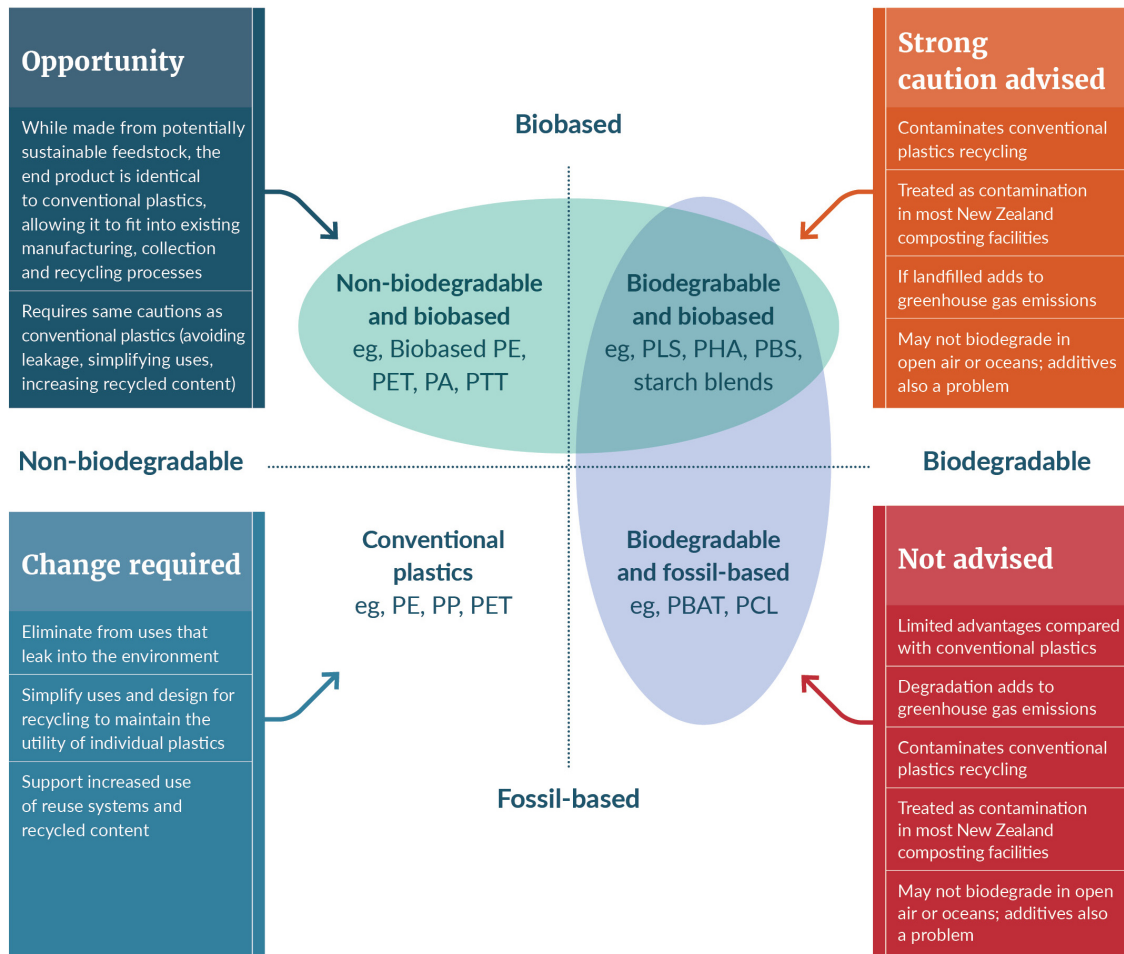 Opportunity
While made from potentially
sustainable feedstock, the
end product is identical
to conventional plastics,
allowing it to fit into existing
manufacturing, collection
and recycling processes
Requires same cautions as
conventional plastics (avoiding
leakage, simplifying uses,
increasing recycled content)
Biobased
Strong
caution advised
Contaminates conventional
plastics recycling
Treated as contamination
in most New Zealand
composting facilities
If landfilled adds to
greenhouse gas emissions
May not biodegrade in
open air or oceans; additives
also a problem
Non-biodegradable
and biobased
eg, Biobased PE,
PET, PA, PTT
Biodegrabable
and biobased
eg, PLS, PHA, PBS,
starch blends
Non-biodegradable
Biodegradable
Change required
Eliminate from uses that
leak into the environment
Simplify uses and design for
recycling to maintain the
utility of individual plastics
Support increased use
of reuse systems and
recycled content
Conventional
plastics
eg, PE, PP, PET
Biodegradable
and fossil-based
eg, PBAT, PCL
Fossil-based
Not advised
Limited advantages compared
with conventional plastics
Degradation adds to
greenhouse gas emissions
Contaminates conventional
plastics recycling
Treated as contamination
in most New Zealand
composting facilities
May not biodegrade in open
air or oceans; additives also
a problem